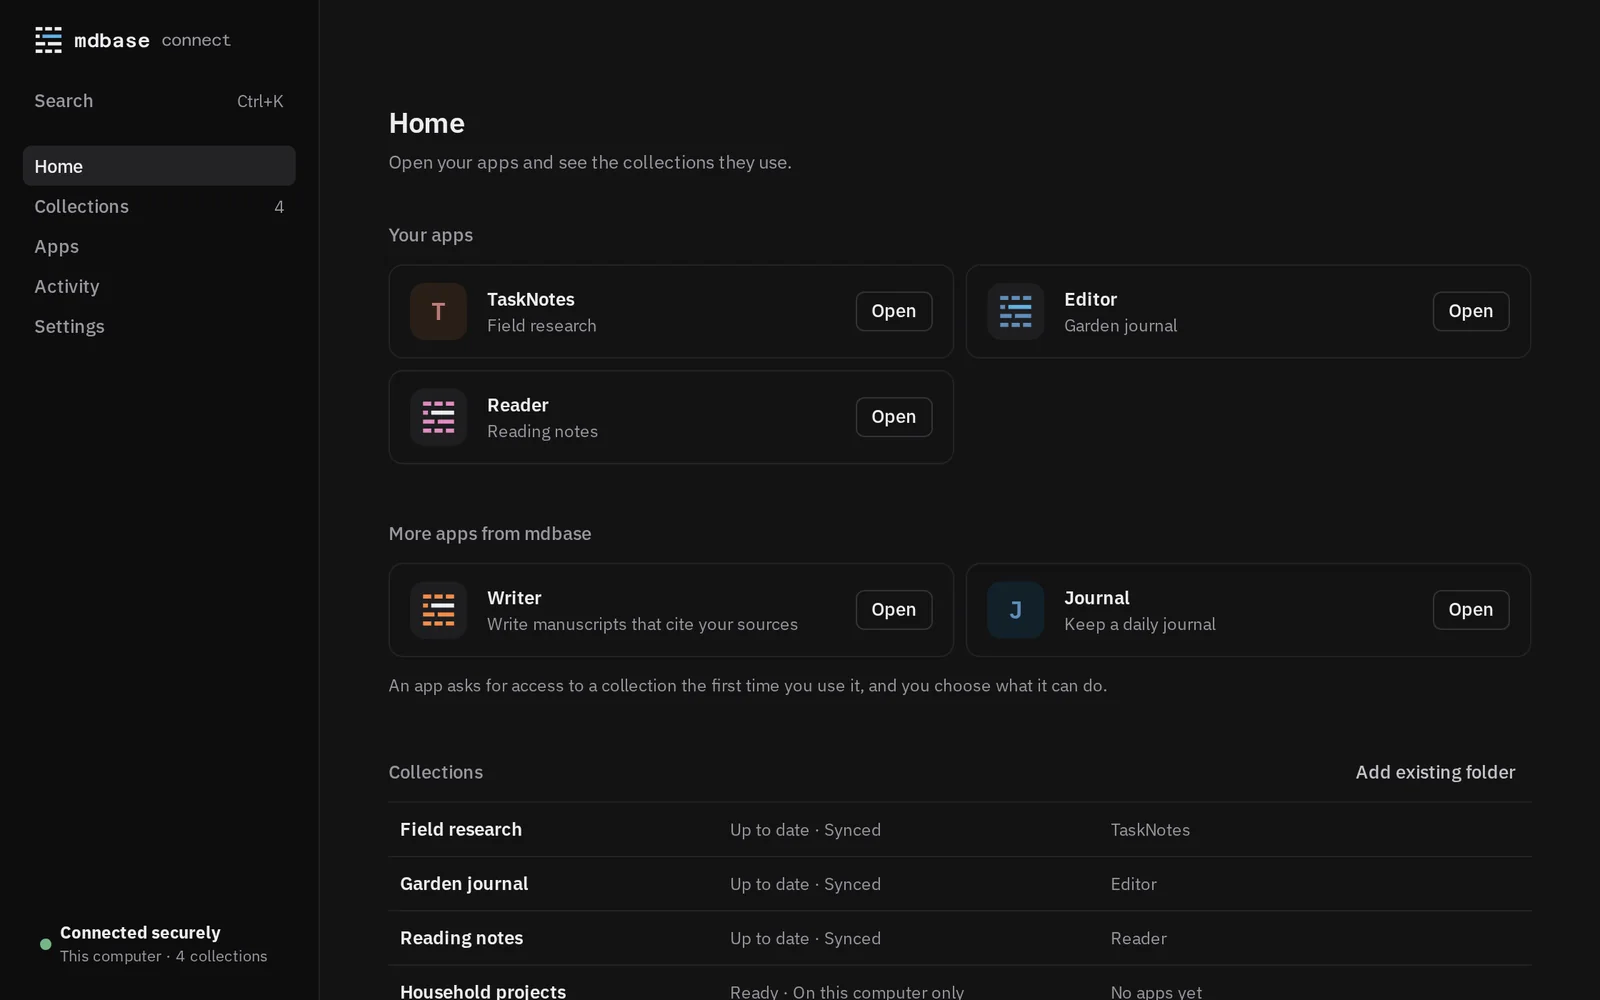 mdbase connect
Search Ctrl+K
Home
Collections 4
Apps
Activity
Settings
Connected securely
This computer · 4 collections
Home
Open your apps and see the collections they use.
Your apps
T
TaskNotes
Field research
Open
Editor
Garden journal
Open
Reader
Reading notes
Open
More apps from mdbase
Writer
Write manuscripts that cite your sources
Open
J
Journal
Keep a daily journal
Open
An app asks for access to a collection the first time you use it, and you choose what it can do.
Collections Add existing folder
Field research Up to date · Synced TaskNotes
Garden journal Up to date · Synced Editor
Reading notes Up to date · Synced Reader
Household projects Ready · On this computer only No apps yet